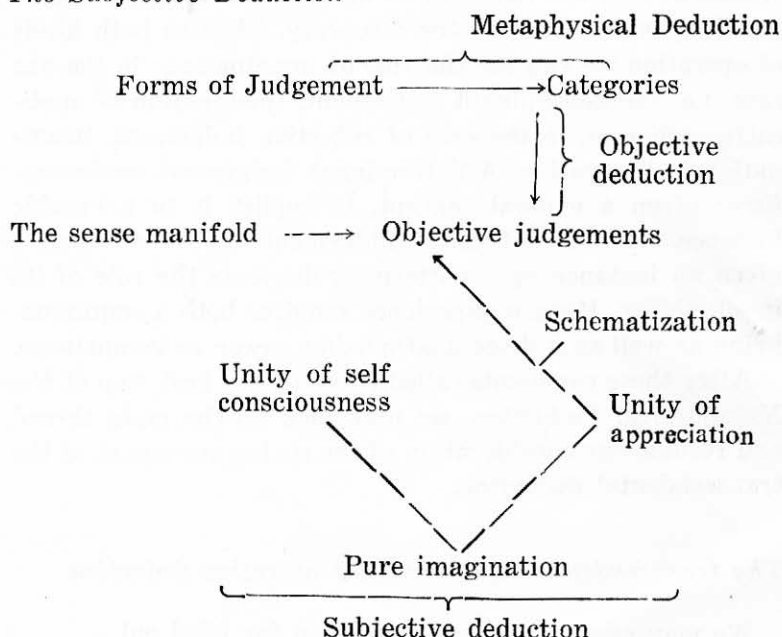 The Subjective Deduction
Metaphysical Deduction
Forms of Judgement Categories
Objective
deduction
The sense manifold Objective judgements
Schematization
Unity of self
consciousness
Unity of
appreciation
Pure imagination
Subjective deduction